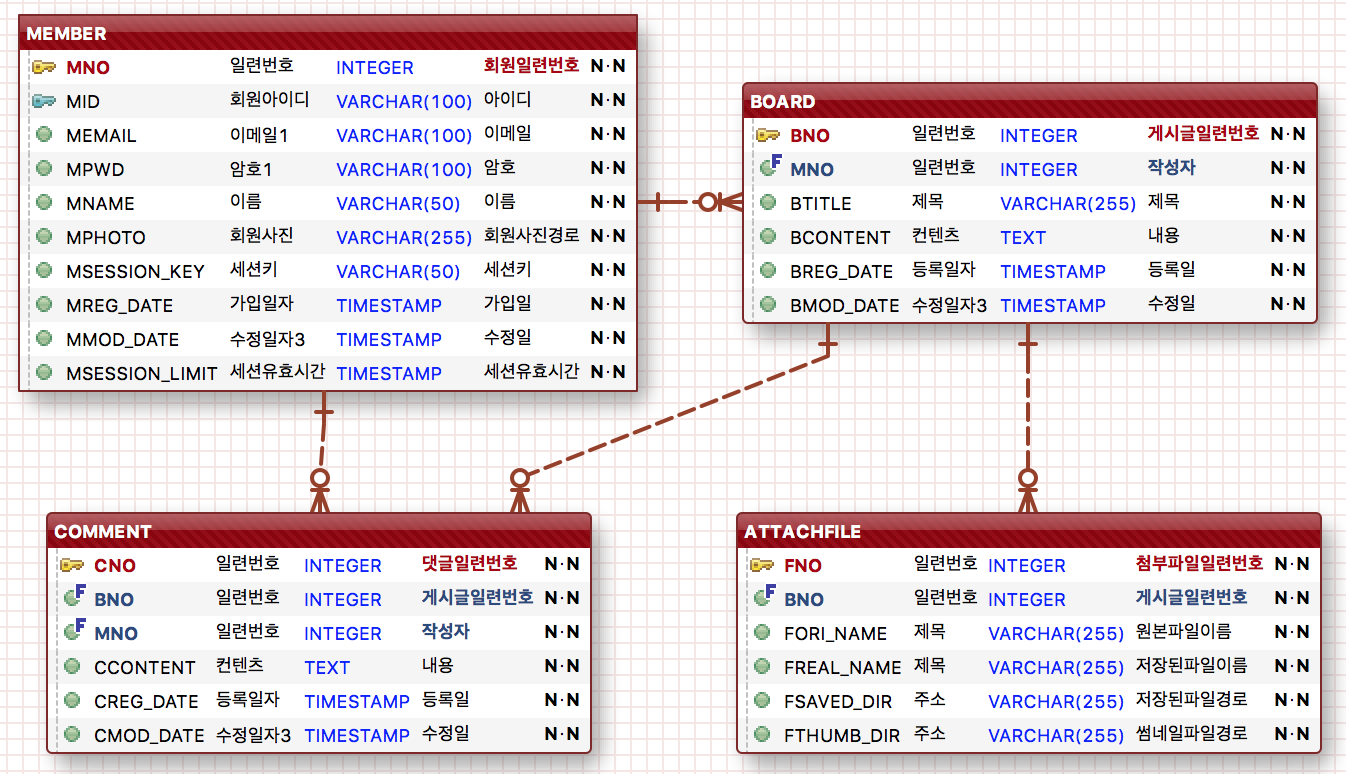 MEMBER
MNO 일련번호 INTEGER 회원일련번호 N·N
MID 회원아이디 VARCHAR(100) 아이디 N·N
MEMAIL 이메일1 VARCHAR(100) 이메일 N·N
MPWD 암호1 VARCHAR(100) 암호 N·N
MNAME 이름 VARCHAR(50) 이름 N·N
MPHOTO 회원사진 VARCHAR(255) 회원사진경로 N·N
MSESSION_KEY 세션키 VARCHAR(50) 세션키 N·N
MREG_DATE 가입일자 TIMESTAMP 가입일 N·N
MMOD_DATE 수정일자3 TIMESTAMP 수정일 N·N
MSESSION_LIMIT 세션유효시간 TIMESTAMP 세션유효시간 N·N
BOARD
BNO 일련번호 INTEGER 게시글일련번호 N·N
F MNO 일련번호 INTEGER 작성자 N·N
BTITLE 제목 VARCHAR(255) 제목 N·N
BCONTENT 컨텐츠 TEXT 내용 N·N
BREG_DATE 등록일자 TIMESTAMP 등록일 N·N
BMOD_DATE 수정일자3 TIMESTAMP 수정일 N·N
COMMENT
CNO 일련번호 INTEGER 댓글일련번호 N·N
F BNO 일련번호 INTEGER 게시글일련번호 N·N
F MNO 일련번호 INTEGER 작성자 N·N
CCONTENT 컨텐츠 TEXT 내용 N·N
CREG_DATE 등록일자 TIMESTAMP 등록일 N·N
CMOD_DATE 수정일자3 TIMESTAMP 수정일 N·N
ATTACHFILE
FNO 일련번호 INTEGER 첨부파일일련번호 N·N
F BNO 일련번호 INTEGER 게시글일련번호 N·N
FORI_NAME 제목 VARCHAR(255) 원본파일이름 N·N
FREAL_NAME 제목 VARCHAR(255) 저장된파일이름 N·N
FSAVED_DIR 주소 VARCHAR(255) 저장된파일경로 N·N
FTHUMB_DIR 주소 VARCHAR(255) 썸네일파일경로 N·N